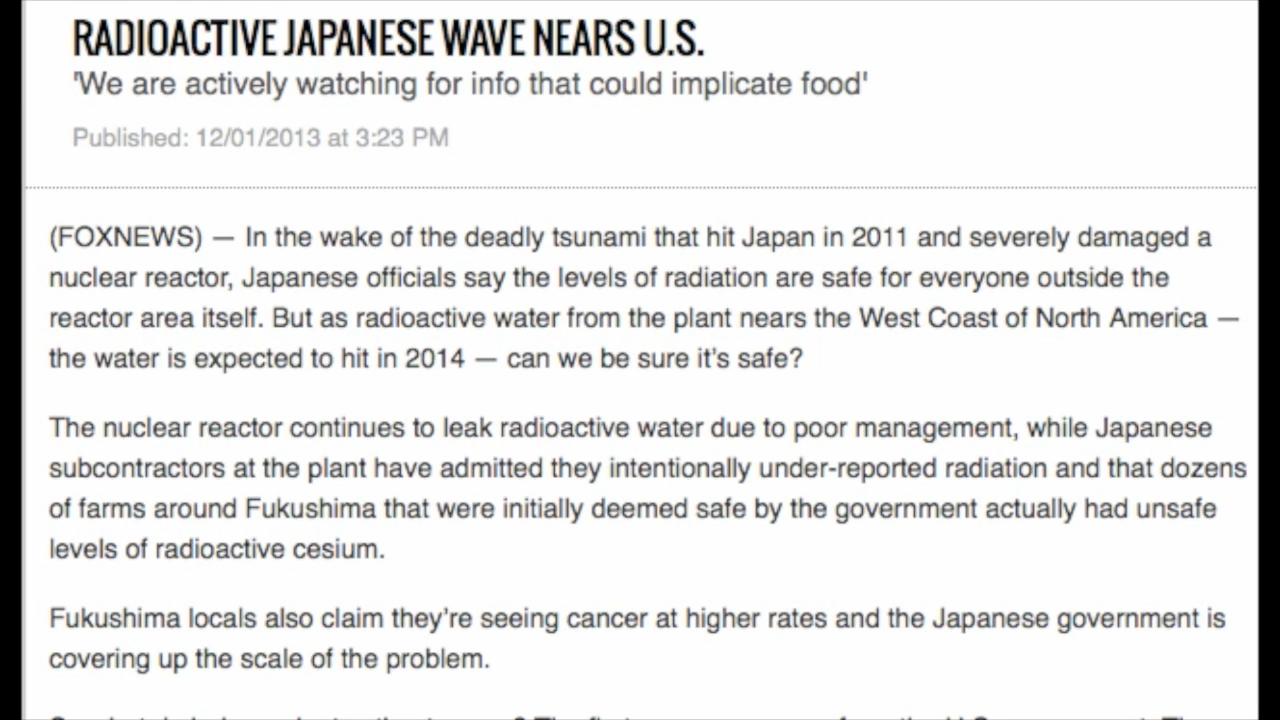 RADIOACTIVE JAPANESE WAVE NEARS U.S.
'We are actively watching for info that could implicate food'
Published: 12/01/2013 at 3:23 PM
(FOXNEWS) — In the wake of the deadly tsunami that hit Japan in 2011 and severely damaged a
nuclear reactor, Japanese officials say the levels of radiation are safe for everyone outside the
reactor area itself. But as radioactive water from the plant nears the West Coast of North America —
the water is expected to hit in 2014 — can we be sure it's safe?
The nuclear reactor continues to leak radioactive water due to poor management, while Japanese
subcontractors at the plant have admitted they intentionally under-reported radiation and that dozens
of farms around Fukushima that were initially deemed safe by the government actually had unsafe
levels of radioactive cesium.
Fukushima locals also claim they're seeing cancer at higher rates and the Japanese government is
covering up the scale of the problem.